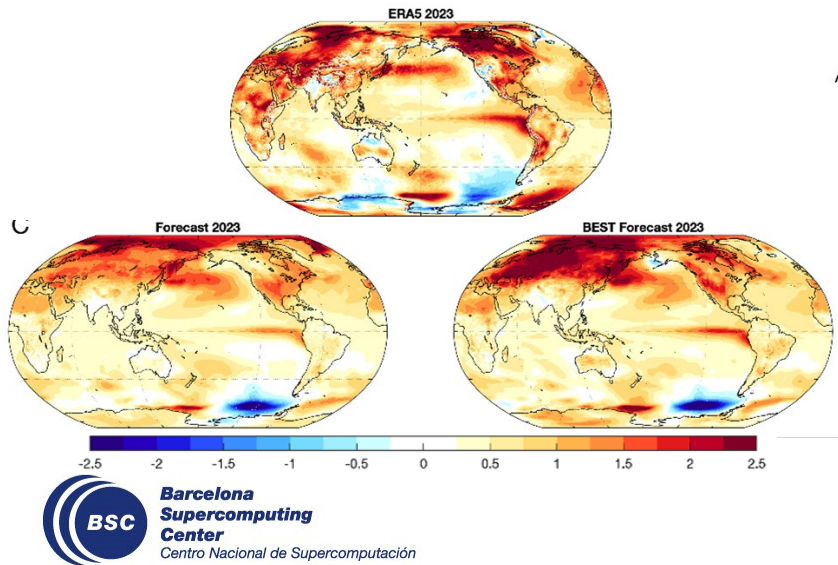 ERA5 2023
C
Forecast 2023
BEST Forecast 2023
-2.5 -2 -1.5 -1 -0.5 0 0.5 1 1.5 2 2.5
BSC
Barcelona
Supercomputing
Center
Centro Nacional de Supercomputación